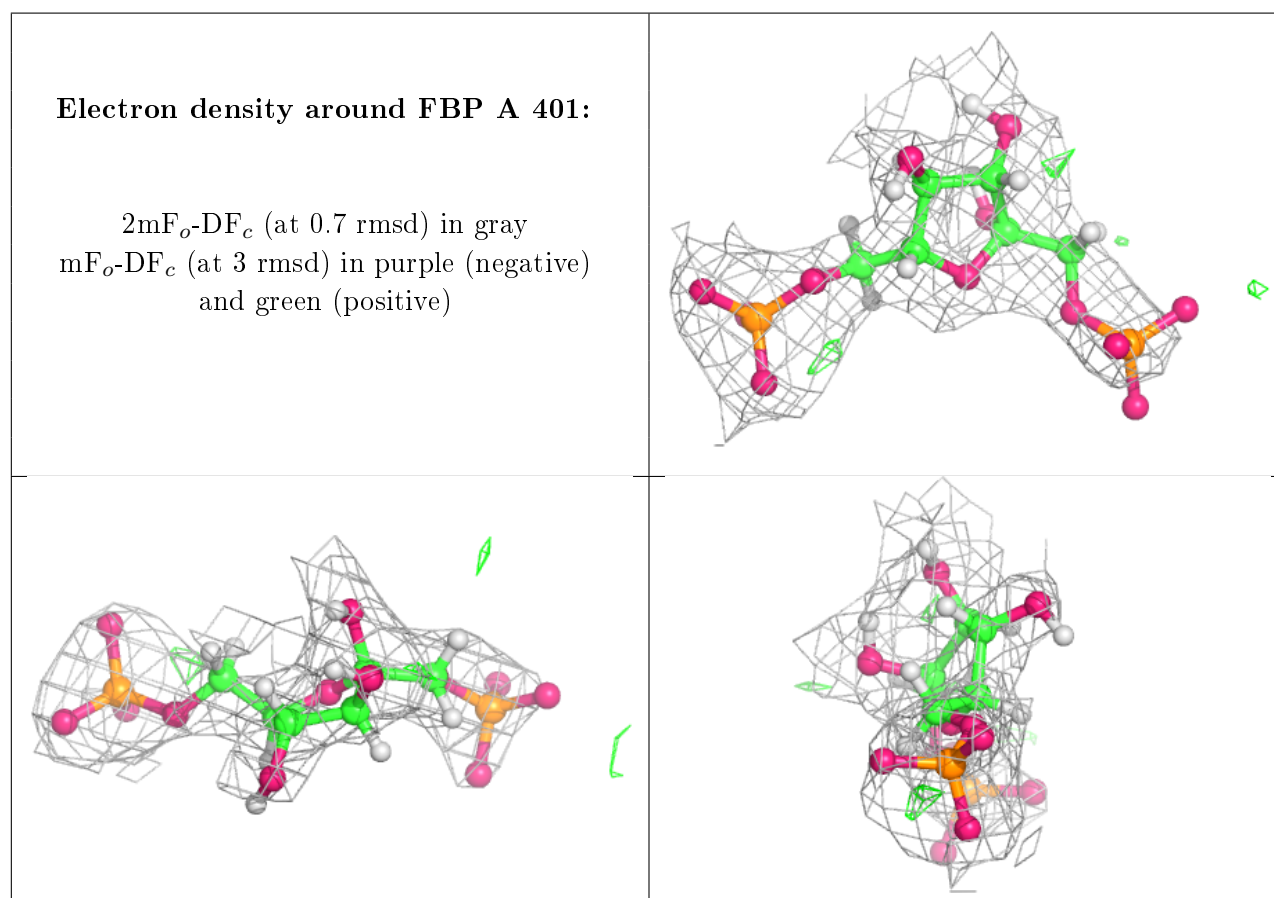 Electron density around FBP A 401:
2mFo-DFc (at 0.7 rmsd) in gray
mFo-DFc (at 3 rmsd) in purple (negative)
and green (positive)